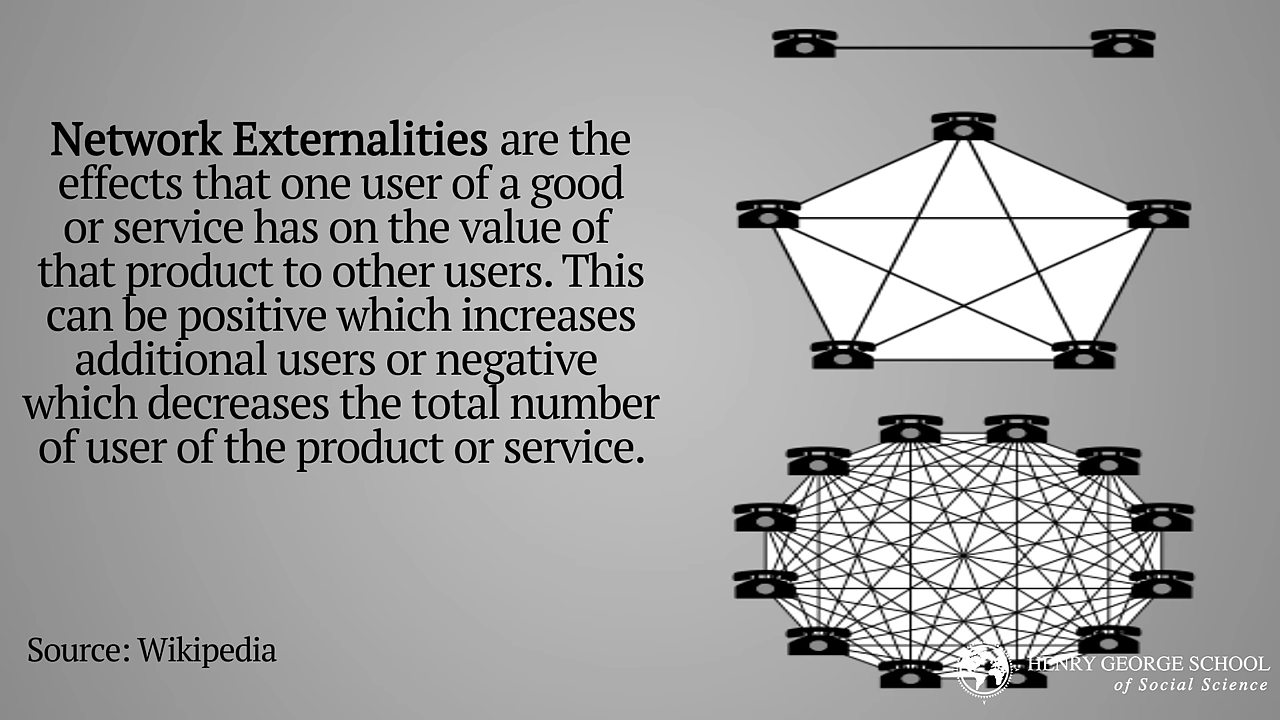 Network Externalities are the
effects that one user of a good
or service has on the value of
that product to other users. This
can be positive which increases
additional users or negative
which decreases the total number
of user of the product or service.
Source: Wikipedia
HENRY GEORGE SCHOOL
of Social Science